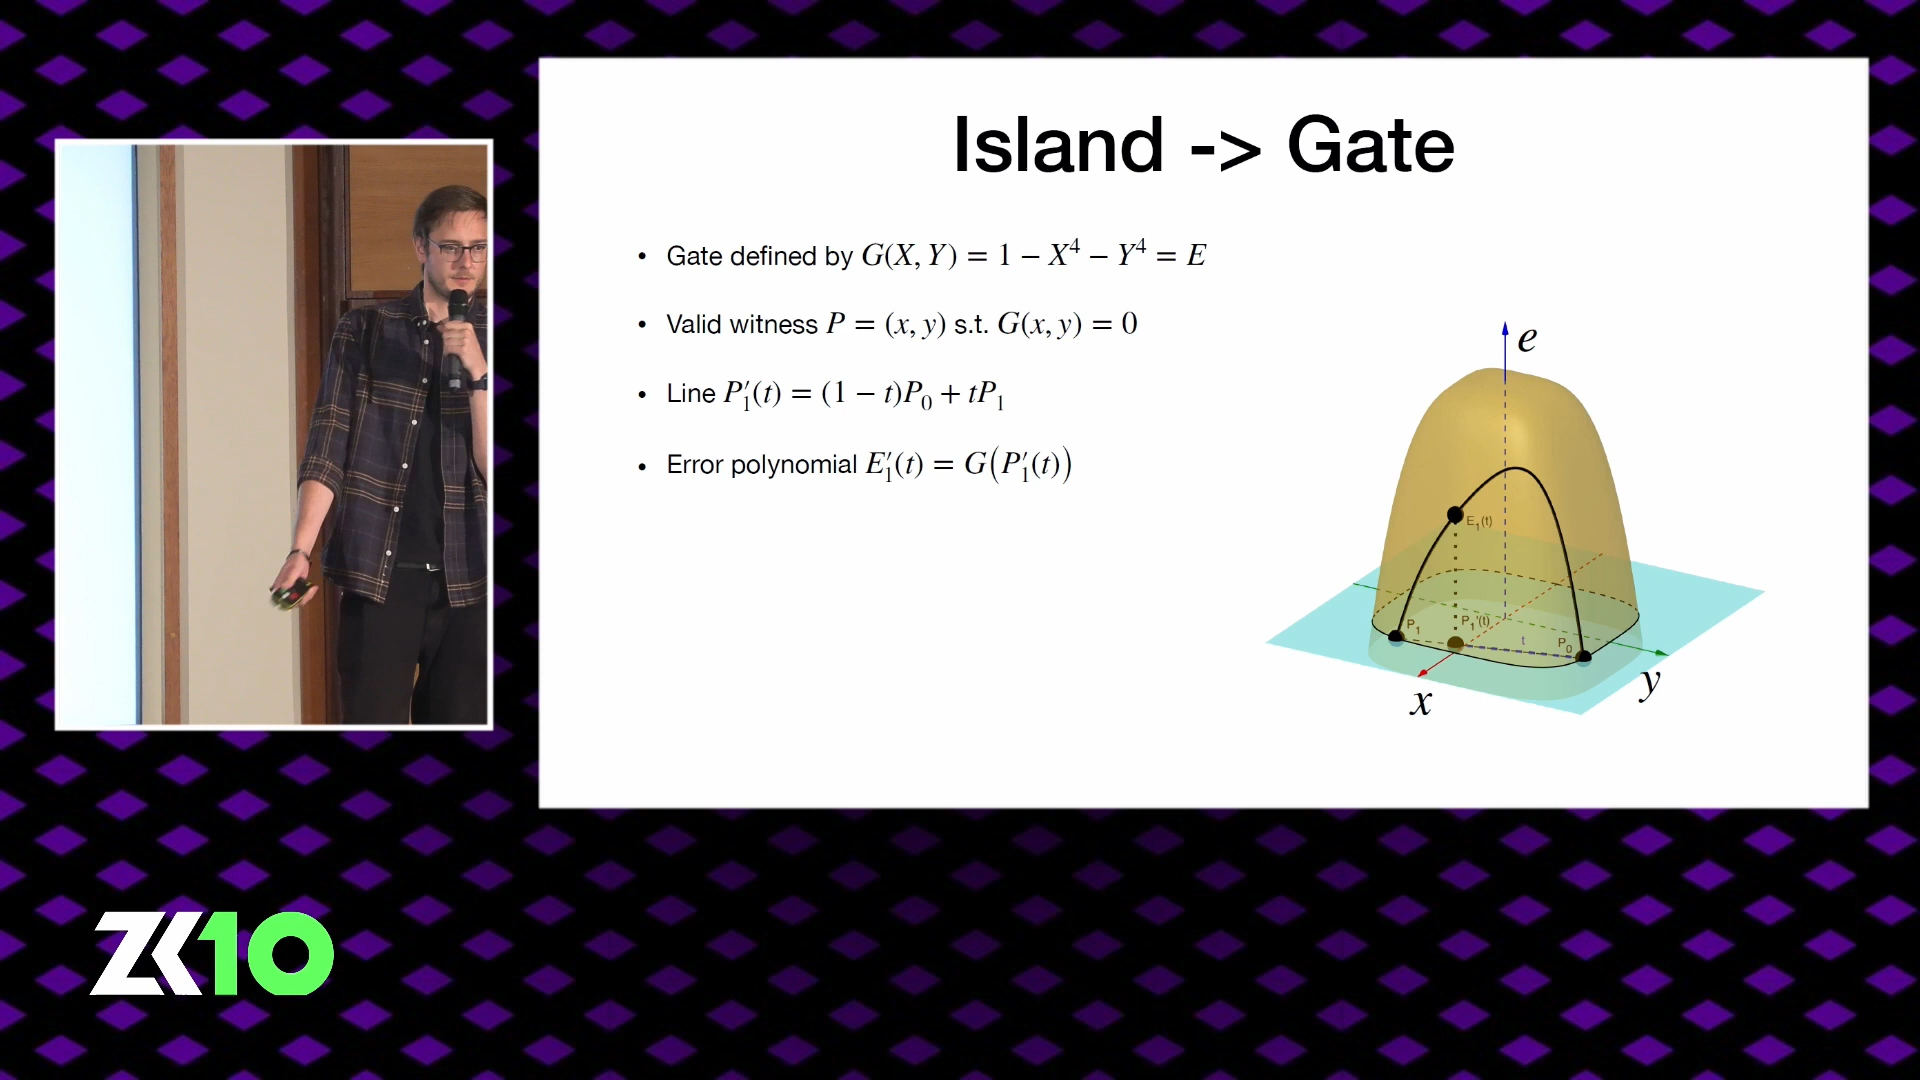 Island -> Gate
• Gate defined by G(X, Y) = 1 − X⁴ − Y⁴ = E
• Valid witness P = (x, y) s.t. G(x, y) = 0
• Line P′₁(t) = (1 − t)P₀ + tP₁
• Error polynomial E′₁(t) = G(P′₁(t))
e
E₁(t)
P₁
P₁'(t)
t
P₀
x
y
ZK10